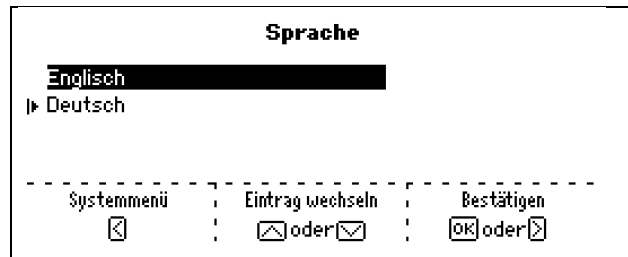 Sprache
Englisch
Deutsch
Systemmenü Eintrag wechseln Bestätigen
oder OK oder